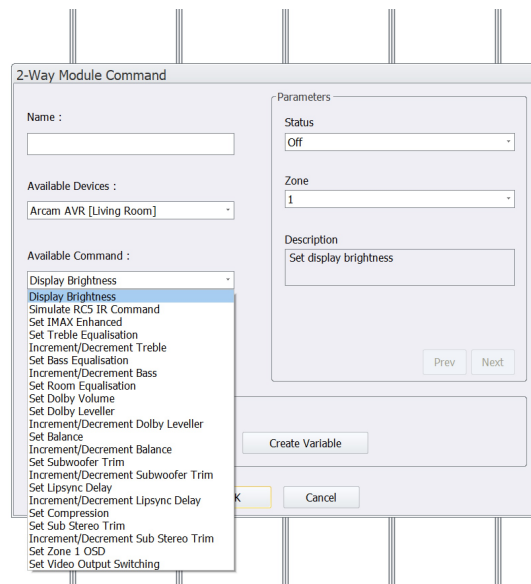 2-Way Module Command
Name :
Available Devices :
Arcam AVR [Living Room]
Available Command :
Display Brightness
Display Brightness
Simulate RC5 IR Command
Set IMAX Enhanced
Set Treble Equalisation
Increment/Decrement Treble
Set Bass Equalisation
Increment/Decrement Bass
Set Room Equalisation
Set Dolby Volume
Set Dolby Leveller
Increment/Decrement Dolby Leveller
Set Balance
Increment/Decrement Balance
Set Subwoofer Trim
Increment/Decrement Subwoofer Trim
Set Lipsync Delay
Increment/Decrement Lipsync Delay
Set Compression
Set Sub Stereo Trim
Increment/Decrement Sub Stereo Trim
Set Zone 1 OSD
Set Video Output Switching
Parameters
Status
Off
Zone
1
Description
Set display brightness
Prev Next
Create Variable
K Cancel